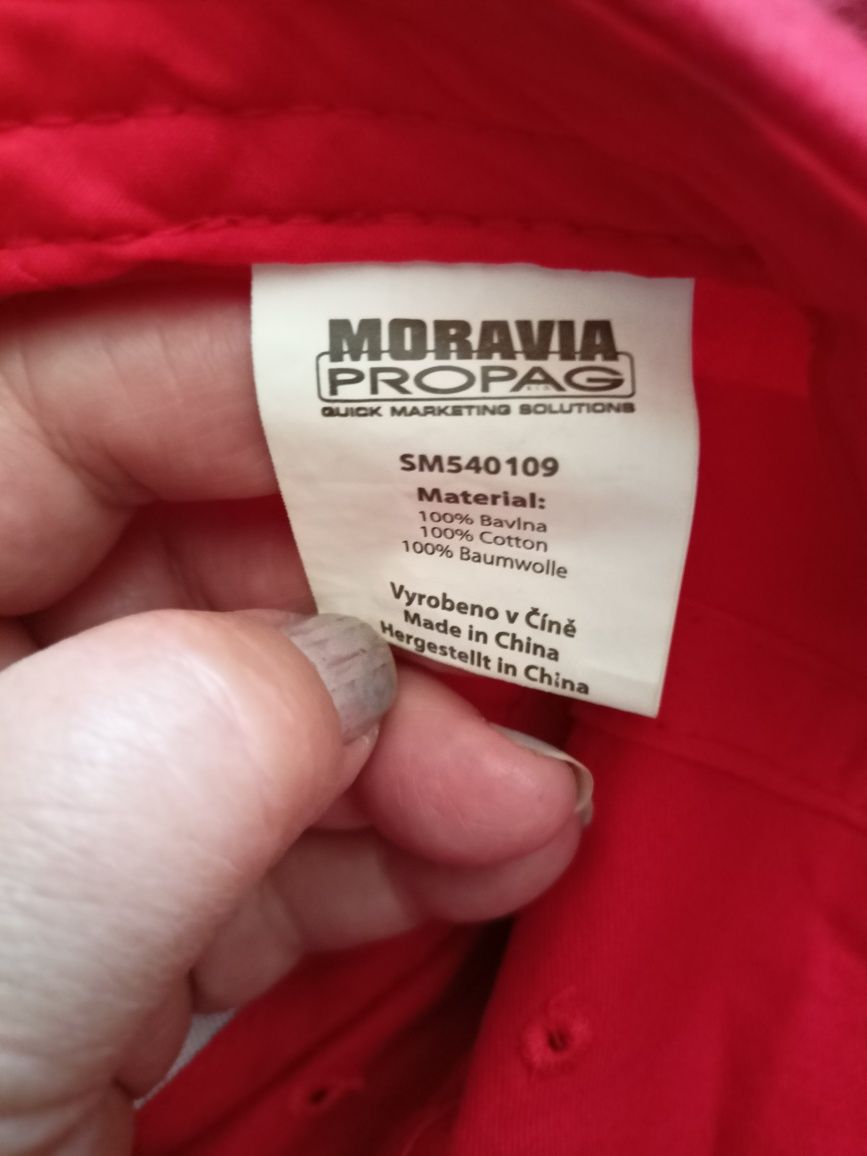 MORAVIA
PROPAG
QUICK MARKETING SOLUTIONS
SM540109
Material:
100% Bavlna
100% Cotton
100% Baumwolle
Vyrobeno v Číně
Made in China
Hergestellt in China